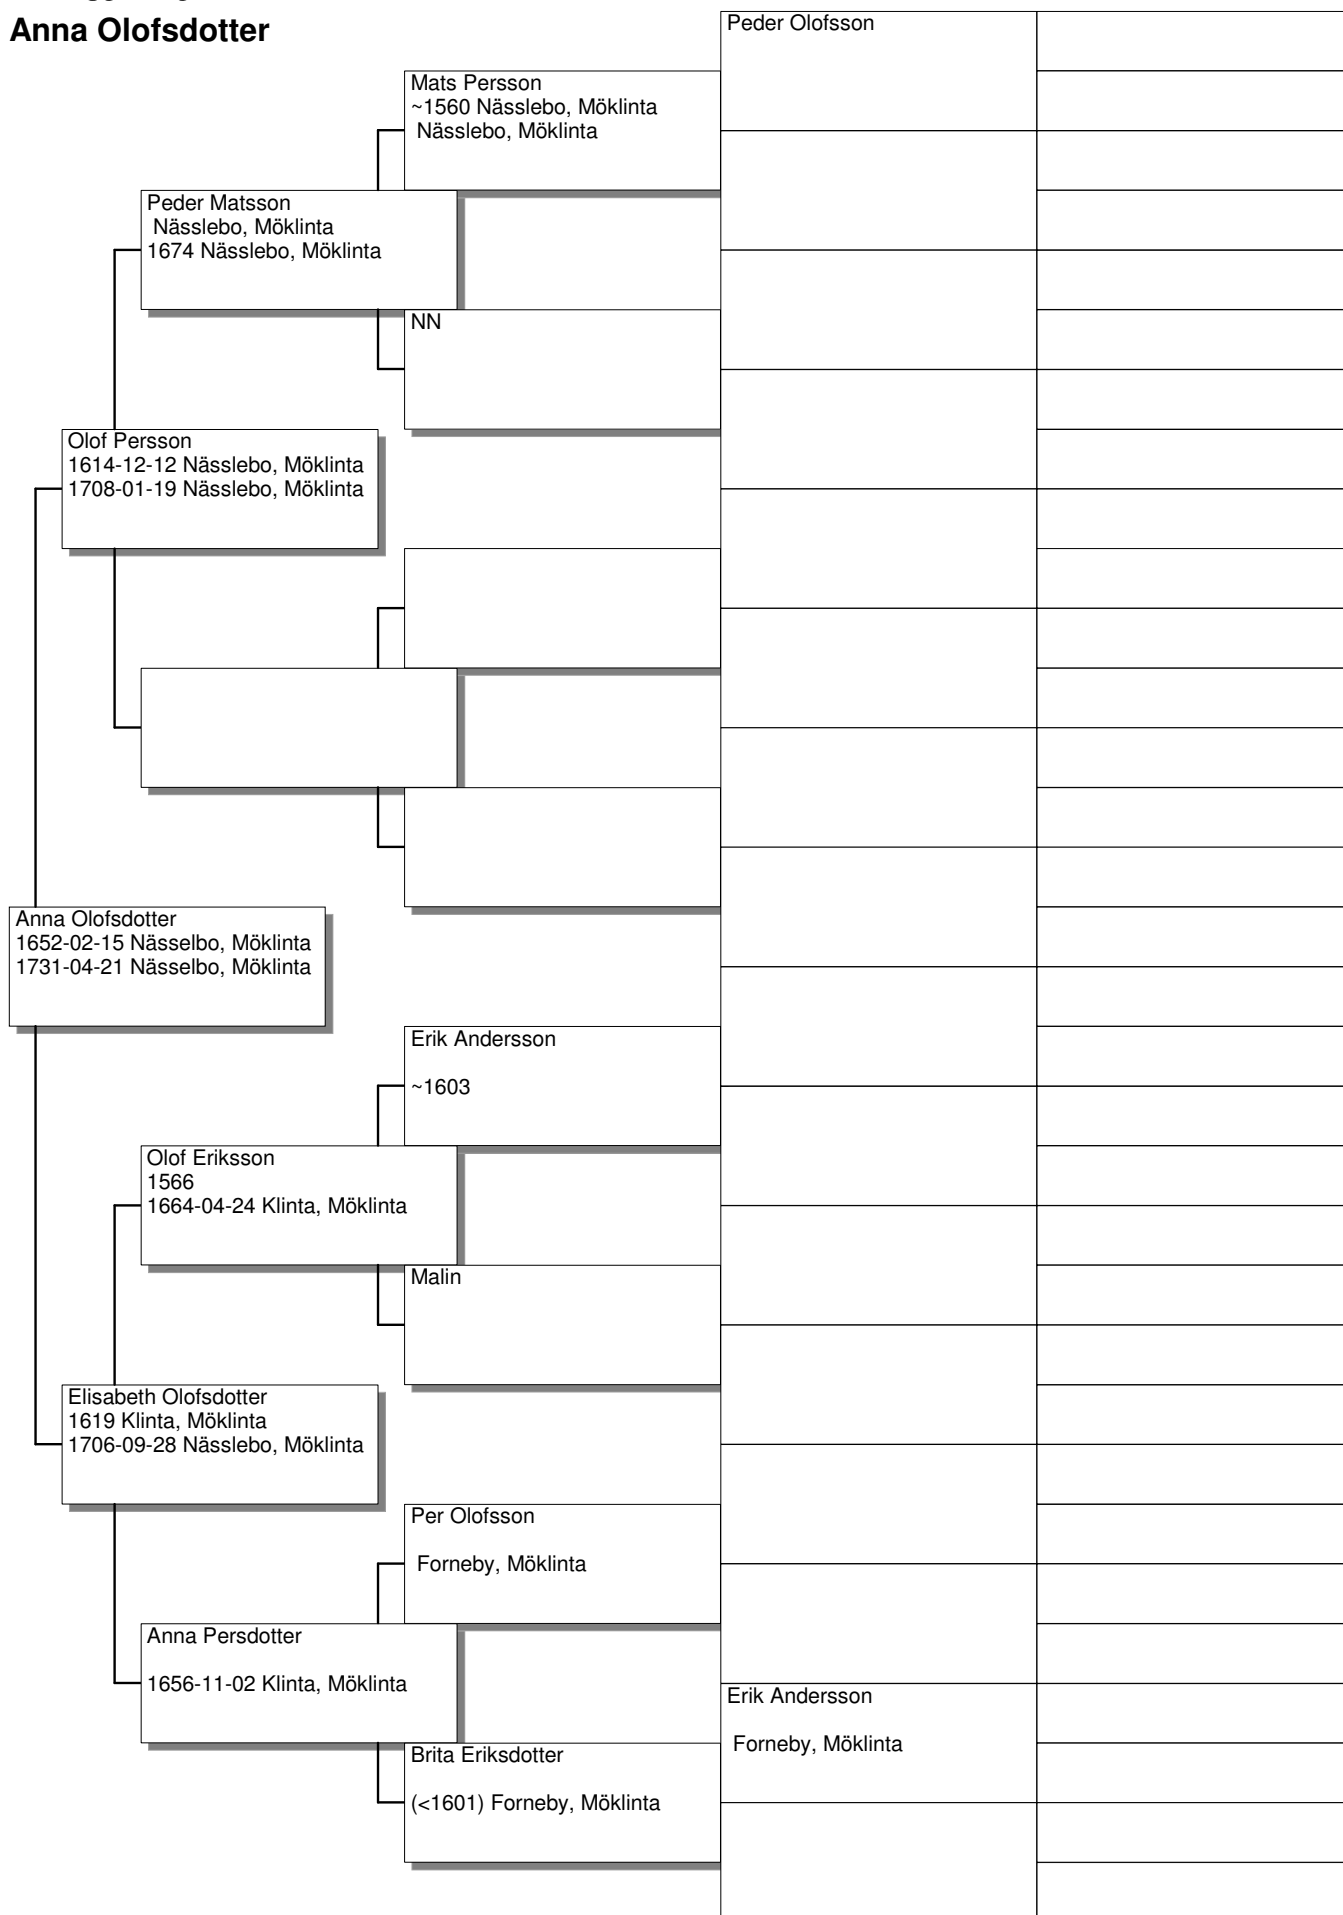 Anna Olofsdotter
Peder Olofsson
Mats Persson
~1560 Nässlebo, Möklinta
Nässlebo, Möklinta
Peder Matsson
Nässlebo, Möklinta
1674 Nässlebo, Möklinta
NN
Olof Persson
1614-12-12 Nässlebo, Möklinta
1708-01-19 Nässlebo, Möklinta
Anna Olofsdotter
1652-02-15 Nässelbo, Möklinta
1731-04-21 Nässelbo, Möklinta
Erik Andersson
~1603
Olof Eriksson
1566
1664-04-24 Klinta, Möklinta
Malin
Elisabeth Olofsdotter
1619 Klinta, Möklinta
1706-09-28 Nässlebo, Möklinta
Per Olofsson
Forneby, Möklinta
Anna Persdotter
1656-11-02 Klinta, Möklinta
Erik Andersson
Forneby, Möklinta
Brita Eriksdotter
(<1601) Forneby, Möklinta